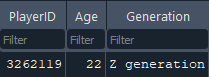 PlayerID Age Generation
Filter Filter Filter
3262119 22 Z generation